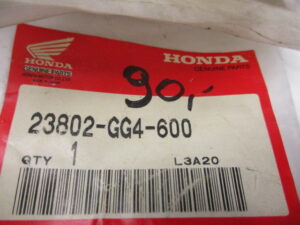 HONDA
GENUINE PARTS
HONDA
GENUINE PARTS
90,-
23802-GG4-600
QTY 1
L3A20